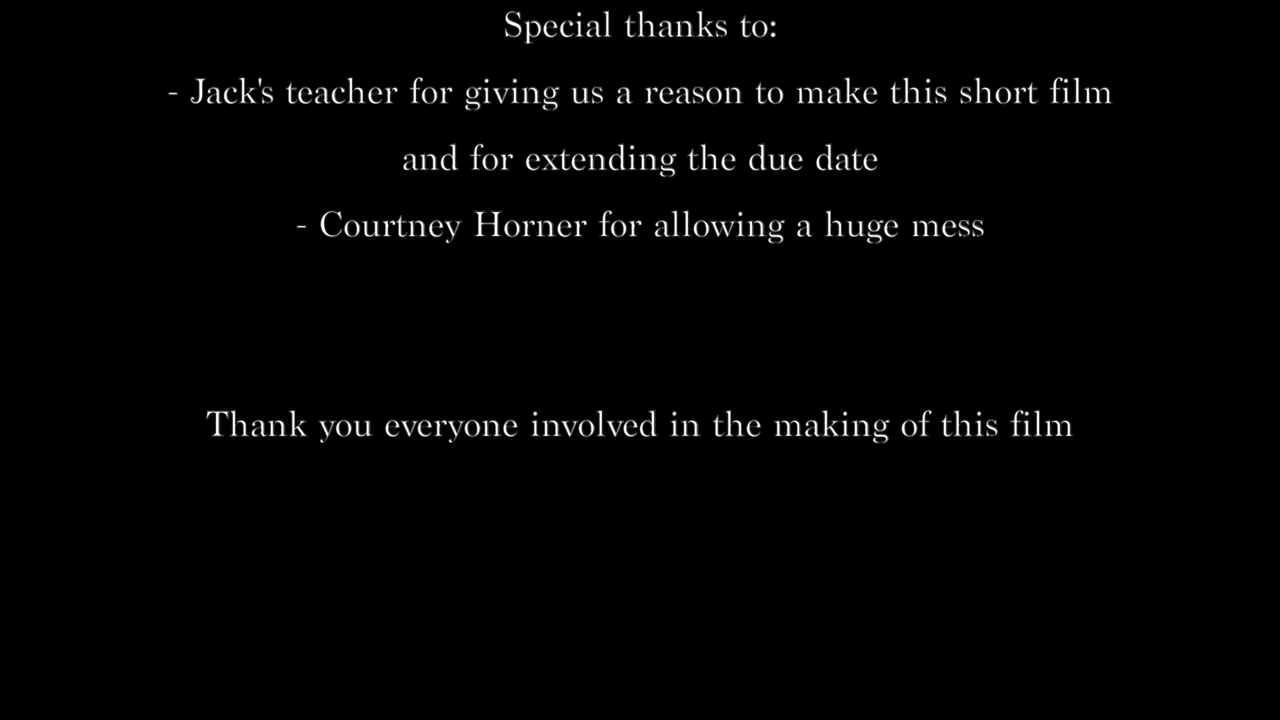 Special thanks to:
- Jack's teacher for giving us a reason to make this short film
and for extending the due date
- Courtney Horner for allowing a huge mess
Thank you everyone involved in the making of this film